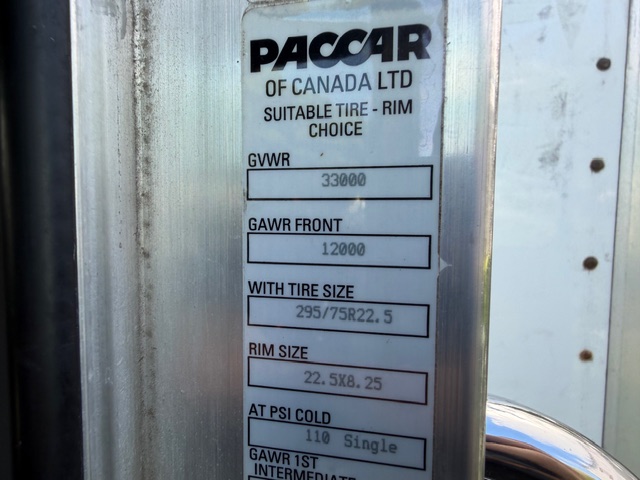 PACCAR
OF CANADA LTD
SUITABLE TIRE - RIM
CHOICE
GVWR
33000
GAWR FRONT
12000
WITH TIRE SIZE
295/75R22.5
RIM SIZE
22.5X8.25
AT PSI COLD
110 Single
GAWR 1ST
INTERMEDIATE